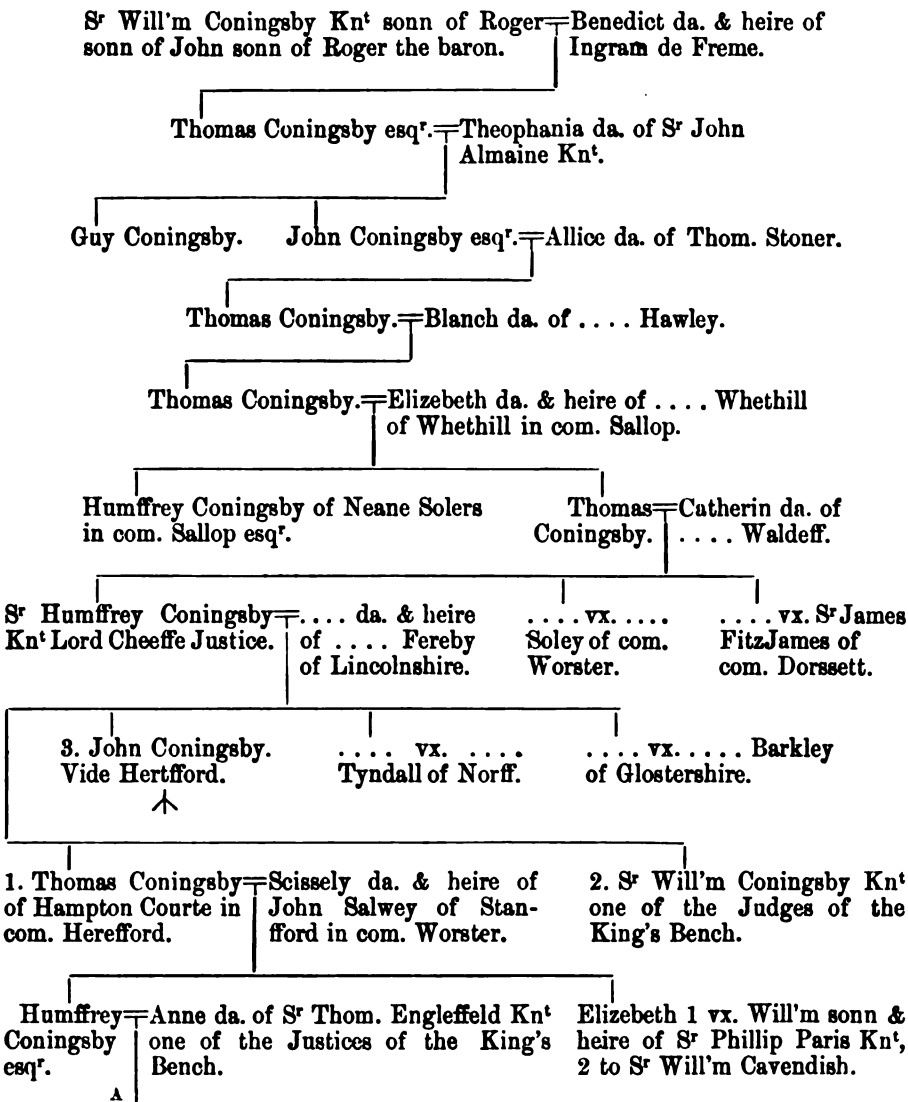 Sʳ Will'm Coningsby Knᵗ sonn of Roger=Benedict da. & heire of
sonn of John sonn of Roger the baron. Ingram de Freme.
Thomas Coningsby esqʳ.=Theophania da. of Sʳ John
Almaine Knᵗ.
Guy Coningsby. John Coningsby esqʳ.=Allice da. of Thom. Stoner.
Thomas Coningsby.=Blanch da. of .... Hawley.
Thomas Coningsby.=Elizebeth da. & heire of .... Whethill
of Whethill in com. Sallop.
Humffrey Coningsby of Neane Solers
in com. Sallop esqʳ.
Thomas=Catherin da. of
Coningsby. .... Waldeff.
Sʳ Humffrey Coningsby=.... da. & heire
Knᵗ Lord Cheeffe Justice. of .... Fereby
of Lincolnshire.
.... vx. ....
Soley of com.
Worster.
.... vx. Sʳ James
FitzJames of
com. Dorssett.
3. John Coningsby.
Vide Hertfford.
.... vx. ....
Tyndall of Norff.
.... vx. .... Barkley
of Glostershire.
1. Thomas Coningsby=Scissely da. & heire of
of Hampton Courte in John Salwey of Stan-
com. Herefford. fford in com. Worster.
2. Sʳ Will'm Coningsby Knᵗ
one of the Judges of the
King's Bench.
Humffrey=Anne da. of Sʳ Thom. Engleffeld Knᵗ
Coningsby one of the Justices of the King's
esqʳ. Bench.
A
Elizebeth 1 vx. Will'm sonn &
heire of Sʳ Phillip Paris Knᵗ,
2 to Sʳ Will'm Cavendish.